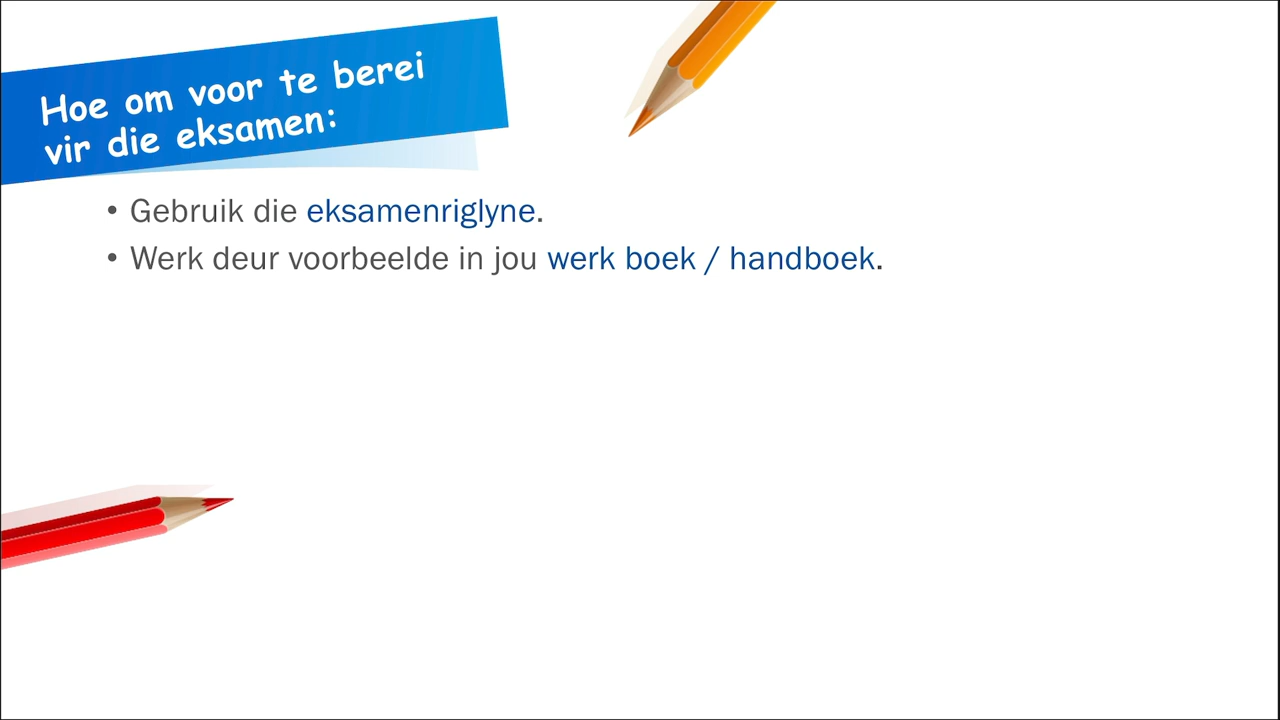 Hoe om voor te berei
vir die eksamen:
• Gebruik die eksamenriglyne.
• Werk deur voorbeelde in jou werk boek / handboek.